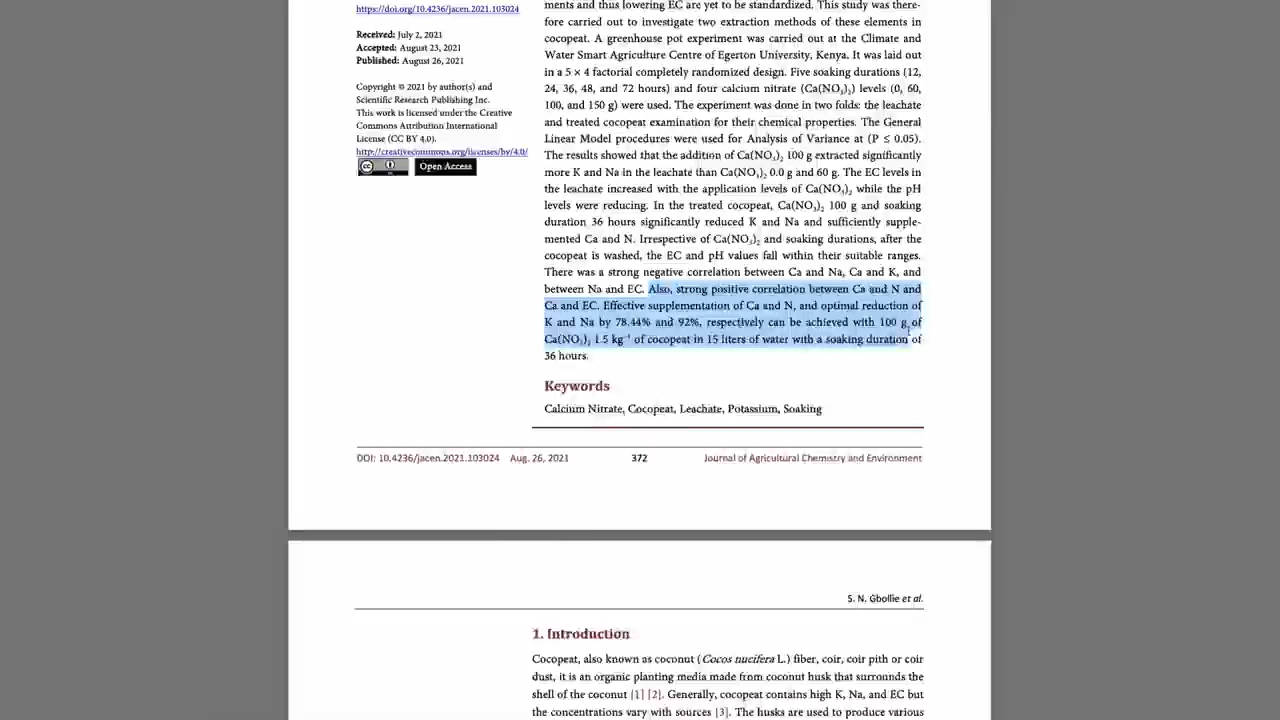 https://doi.org/10.4236/jacen.2021.103024
Received: July 2, 2021
Accepted: August 23, 2021
Published: August 26, 2021
Copyright © 2021 by author(s) and
Scientific Research Publishing Inc.
This work is licensed under the Creative
Commons Attribution International
License (CC BY 4.0).
http://creativecommons.org/licenses/by/4.0/
cc Open Access
ments and thus lowering EC are yet to be standardized. This study was there-
fore carried out to investigate two extraction methods of these elements in
cocopeat. A greenhouse pot experiment was carried out at the Climate and
Water Smart Agriculture Centre of Egerton University, Kenya. It was laid out
in a 5 × 4 factorial completely randomized design. Five soaking durations (12,
24, 36, 48, and 72 hours) and four calcium nitrate (Ca(NO₃)₂) levels (0, 60,
100, and 150 g) were used. The experiment was done in two folds: the leachate
and treated cocopeat examination for their chemical properties. The General
Linear Model procedures were used for Analysis of Variance at (P ≤ 0.05).
The results showed that the addition of Ca(NO₃)₂ 100 g extracted significantly
more K and Na in the leachate than Ca(NO₃)₂ 0.0 g and 60 g. The EC levels in
the leachate increased with the application levels of Ca(NO₃)₂ while the pH
levels were reducing. In the treated cocopeat, Ca(NO₃)₂ 100 g and soaking
duration 36 hours significantly reduced K and Na and sufficiently supple-
mented Ca and N. Irrespective of Ca(NO₃)₂ and soaking durations, after the
cocopeat is washed, the EC and pH values fall within their suitable ranges.
There was a strong negative correlation between Ca and Na, Ca and K, and
between Na and EC. Also, strong positive correlation between Ca and N and
Ca and EC. Effective supplementation of Ca and N, and optimal reduction of
K and Na by 78.44% and 92%, respectively can be achieved with 100 g of
Ca(NO₃)₂ 1.5 kg⁻¹ of cocopeat in 15 liters of water with a soaking duration of
36 hours.
Keywords
Calcium Nitrate, Cocopeat, Leachate, Potassium, Soaking
DOI: 10.4236/jacen.2021.103024 Aug. 26, 2021 372 Journal of Agricultural Chemistry and Environment
S. N. Gbollie et al.
1. Introduction
Cocopeat, also known as coconut (Cocos nucifera L.) fiber, coir, coir pith or coir
dust, it is an organic planting media made from coconut husk that surrounds the
shell of the coconut [1] [2]. Generally, cocopeat contains high K, Na, and EC but
the concentrations vary with sources [3]. The husks are used to produce various